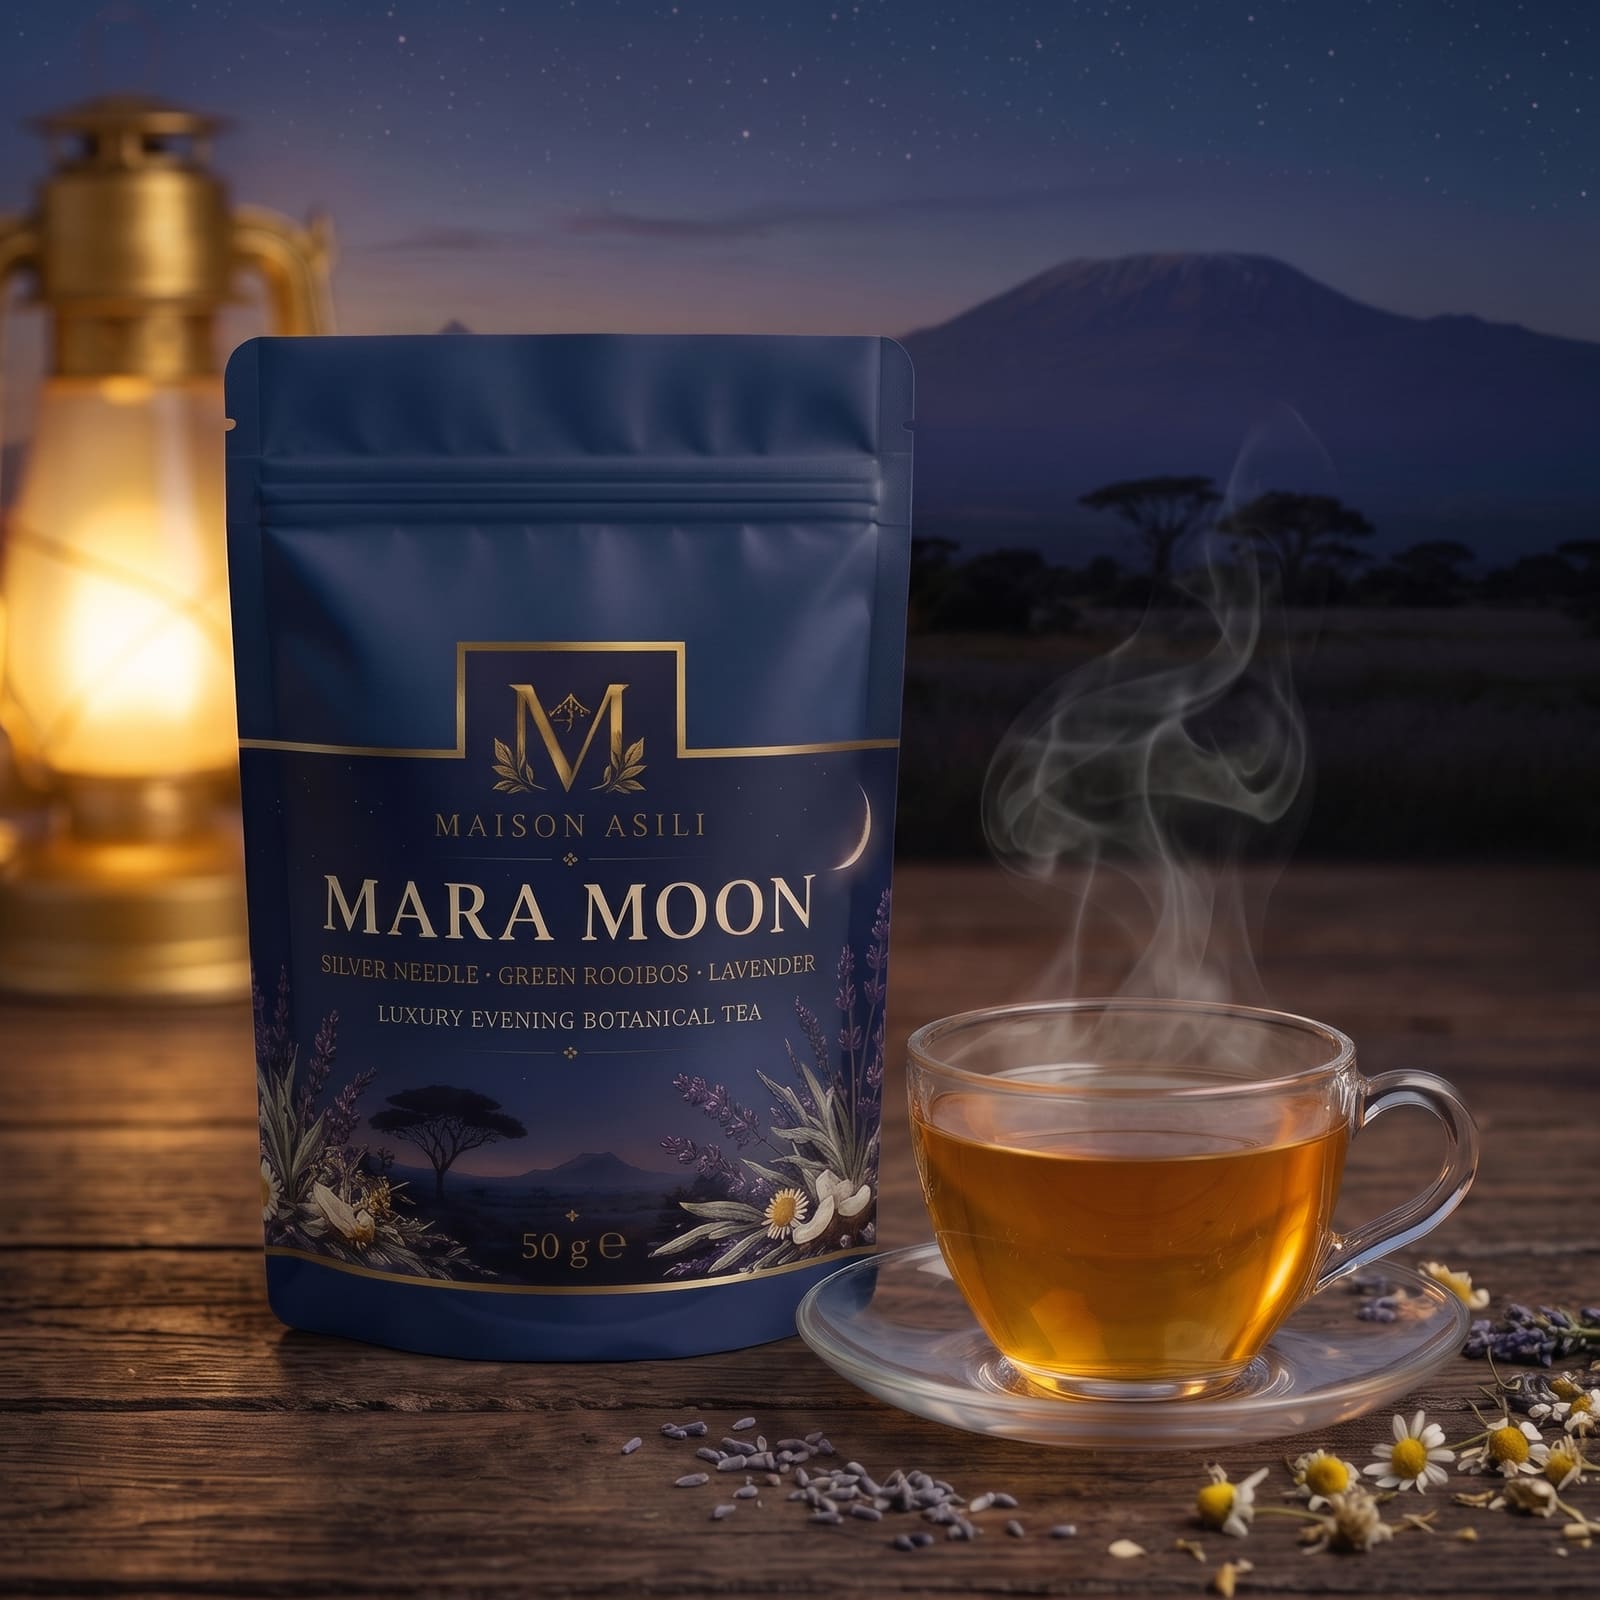 M
MAISON ASILI
MARA MOON
SILVER NEEDLE · GREEN ROOIBOS · LAVENDER
LUXURY EVENING BOTANICAL TEA
50 g ℮